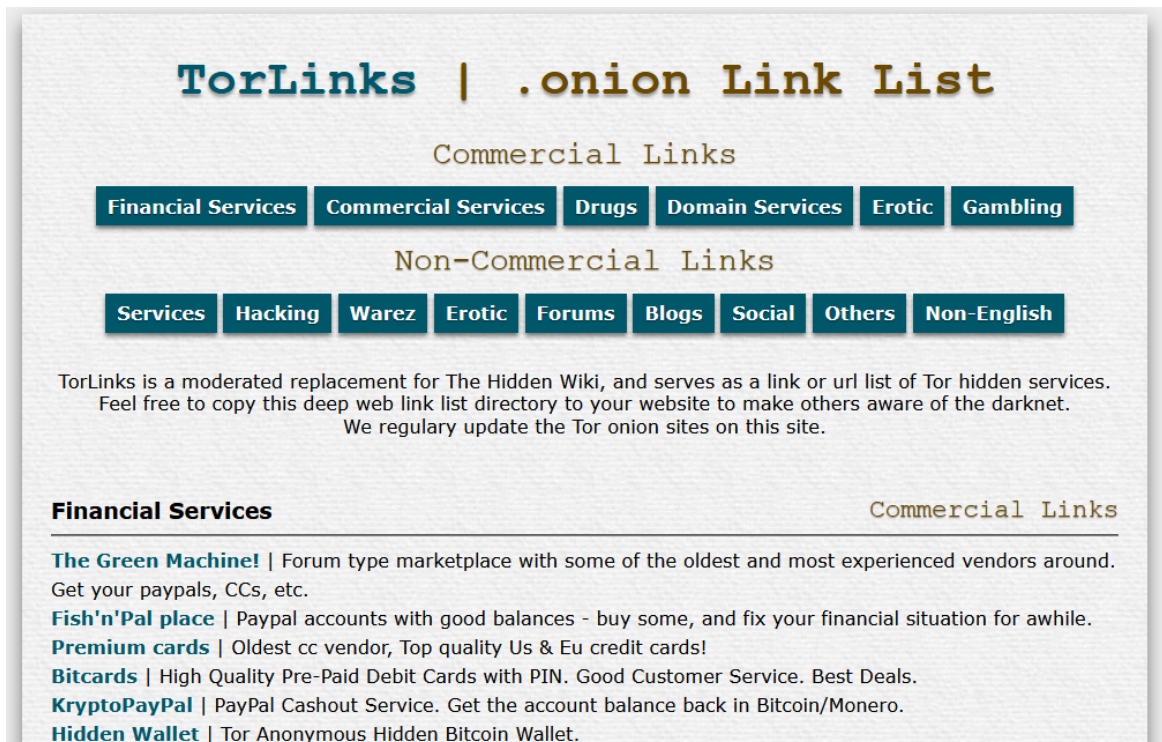 TorLinks | .onion Link List
Commercial Links
Financial Services Commercial Services Drugs Domain Services Erotic Gambling
Non-Commercial Links
Services Hacking Warez Erotic Forums Blogs Social Others Non-English
TorLinks is a moderated replacement for The Hidden Wiki, and serves as a link or url list of Tor hidden services.
Feel free to copy this deep web link list directory to your website to make others aware of the darknet.
We regulary update the Tor onion sites on this site.
Financial Services Commercial Links
The Green Machine! | Forum type marketplace with some of the oldest and most experienced vendors around.
Get your paypals, CCs, etc.
Fish'n'Pal place | Paypal accounts with good balances - buy some, and fix your financial situation for awhile.
Premium cards | Oldest cc vendor, Top quality Us & Eu credit cards!
Bitcards | High Quality Pre-Paid Debit Cards with PIN. Good Customer Service. Best Deals.
KryptoPayPal | PayPal Cashout Service. Get the account balance back in Bitcoin/Monero.
Hidden Wallet | Tor Anonymous Hidden Bitcoin Wallet.